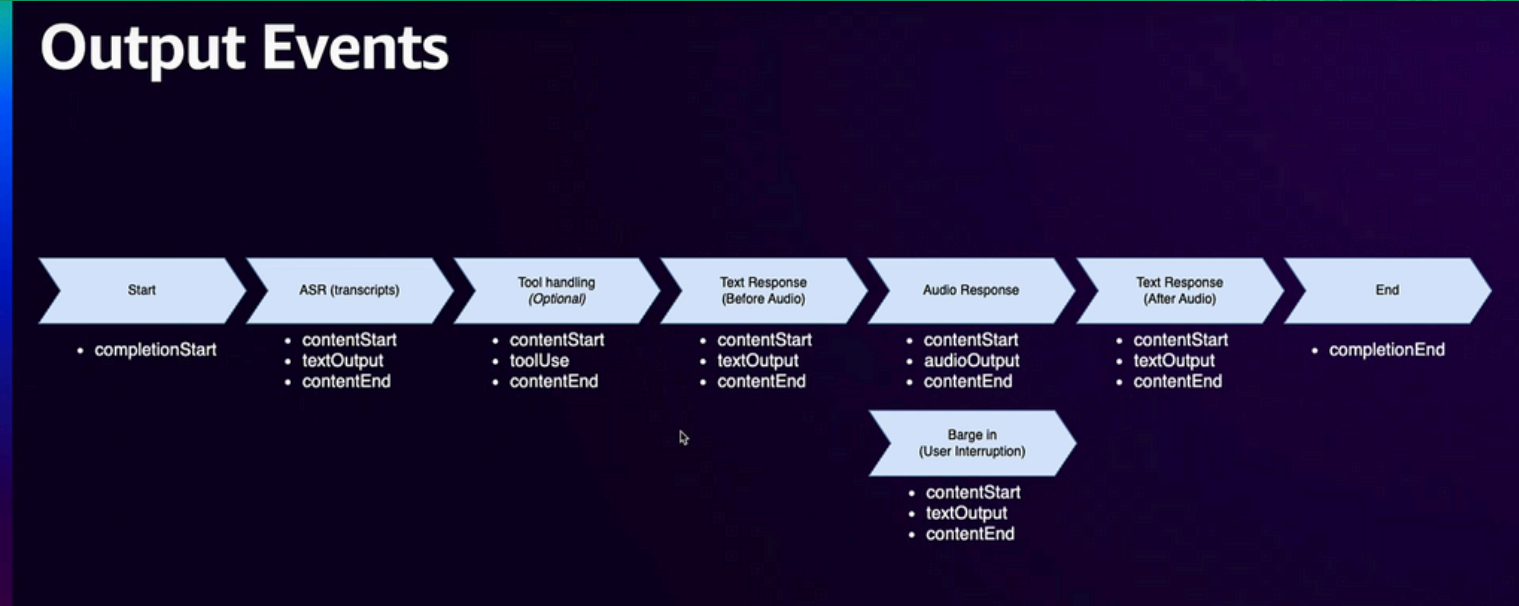 Output Events
Start
• completionStart
ASR (transcripts)
• contentStart
• textOutput
• contentEnd
Tool handling
(Optional)
• contentStart
• toolUse
• contentEnd
Text Response
(Before Audio)
• contentStart
• textOutput
• contentEnd
Audio Response
• contentStart
• audioOutput
• contentEnd
Barge in
(User Interruption)
• contentStart
• textOutput
• contentEnd
Text Response
(After Audio)
• contentStart
• textOutput
• contentEnd
End
• completionEnd